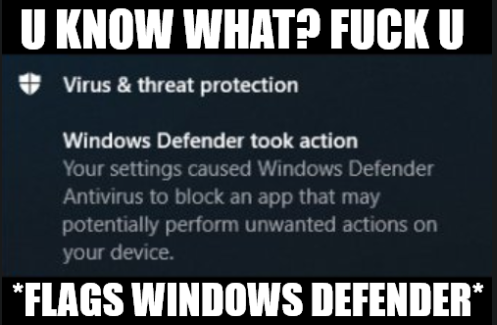 U KNOW WHAT? FUCK U
Virus & threat protection
Windows Defender took action
Your settings caused Windows Defender
Antivirus to block an app that may
potentially perform unwanted actions on
your device.
*FLAGS WINDOWS DEFENDER*